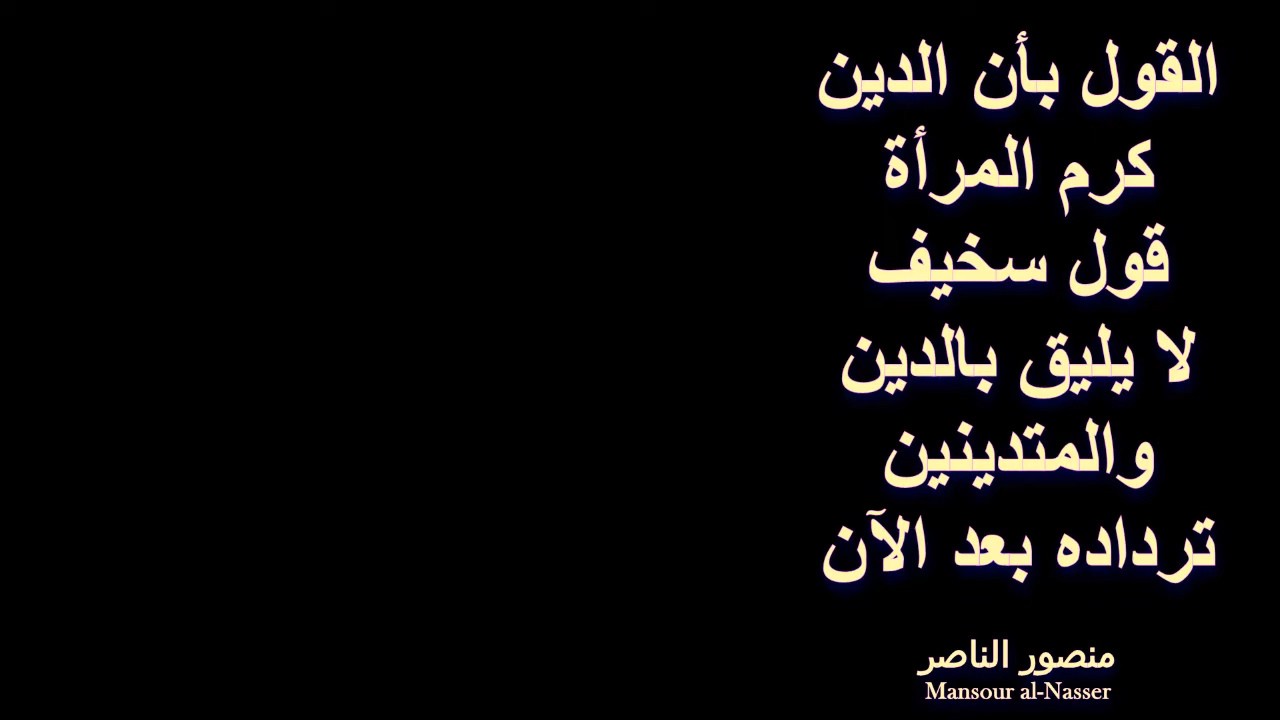 القول بأن الدين
كرم المرأة
قول سخيف
لا يليق بالدين
والمتدينين
ترداده بعد الآن
منصور الناصر
Mansour al-Nasser